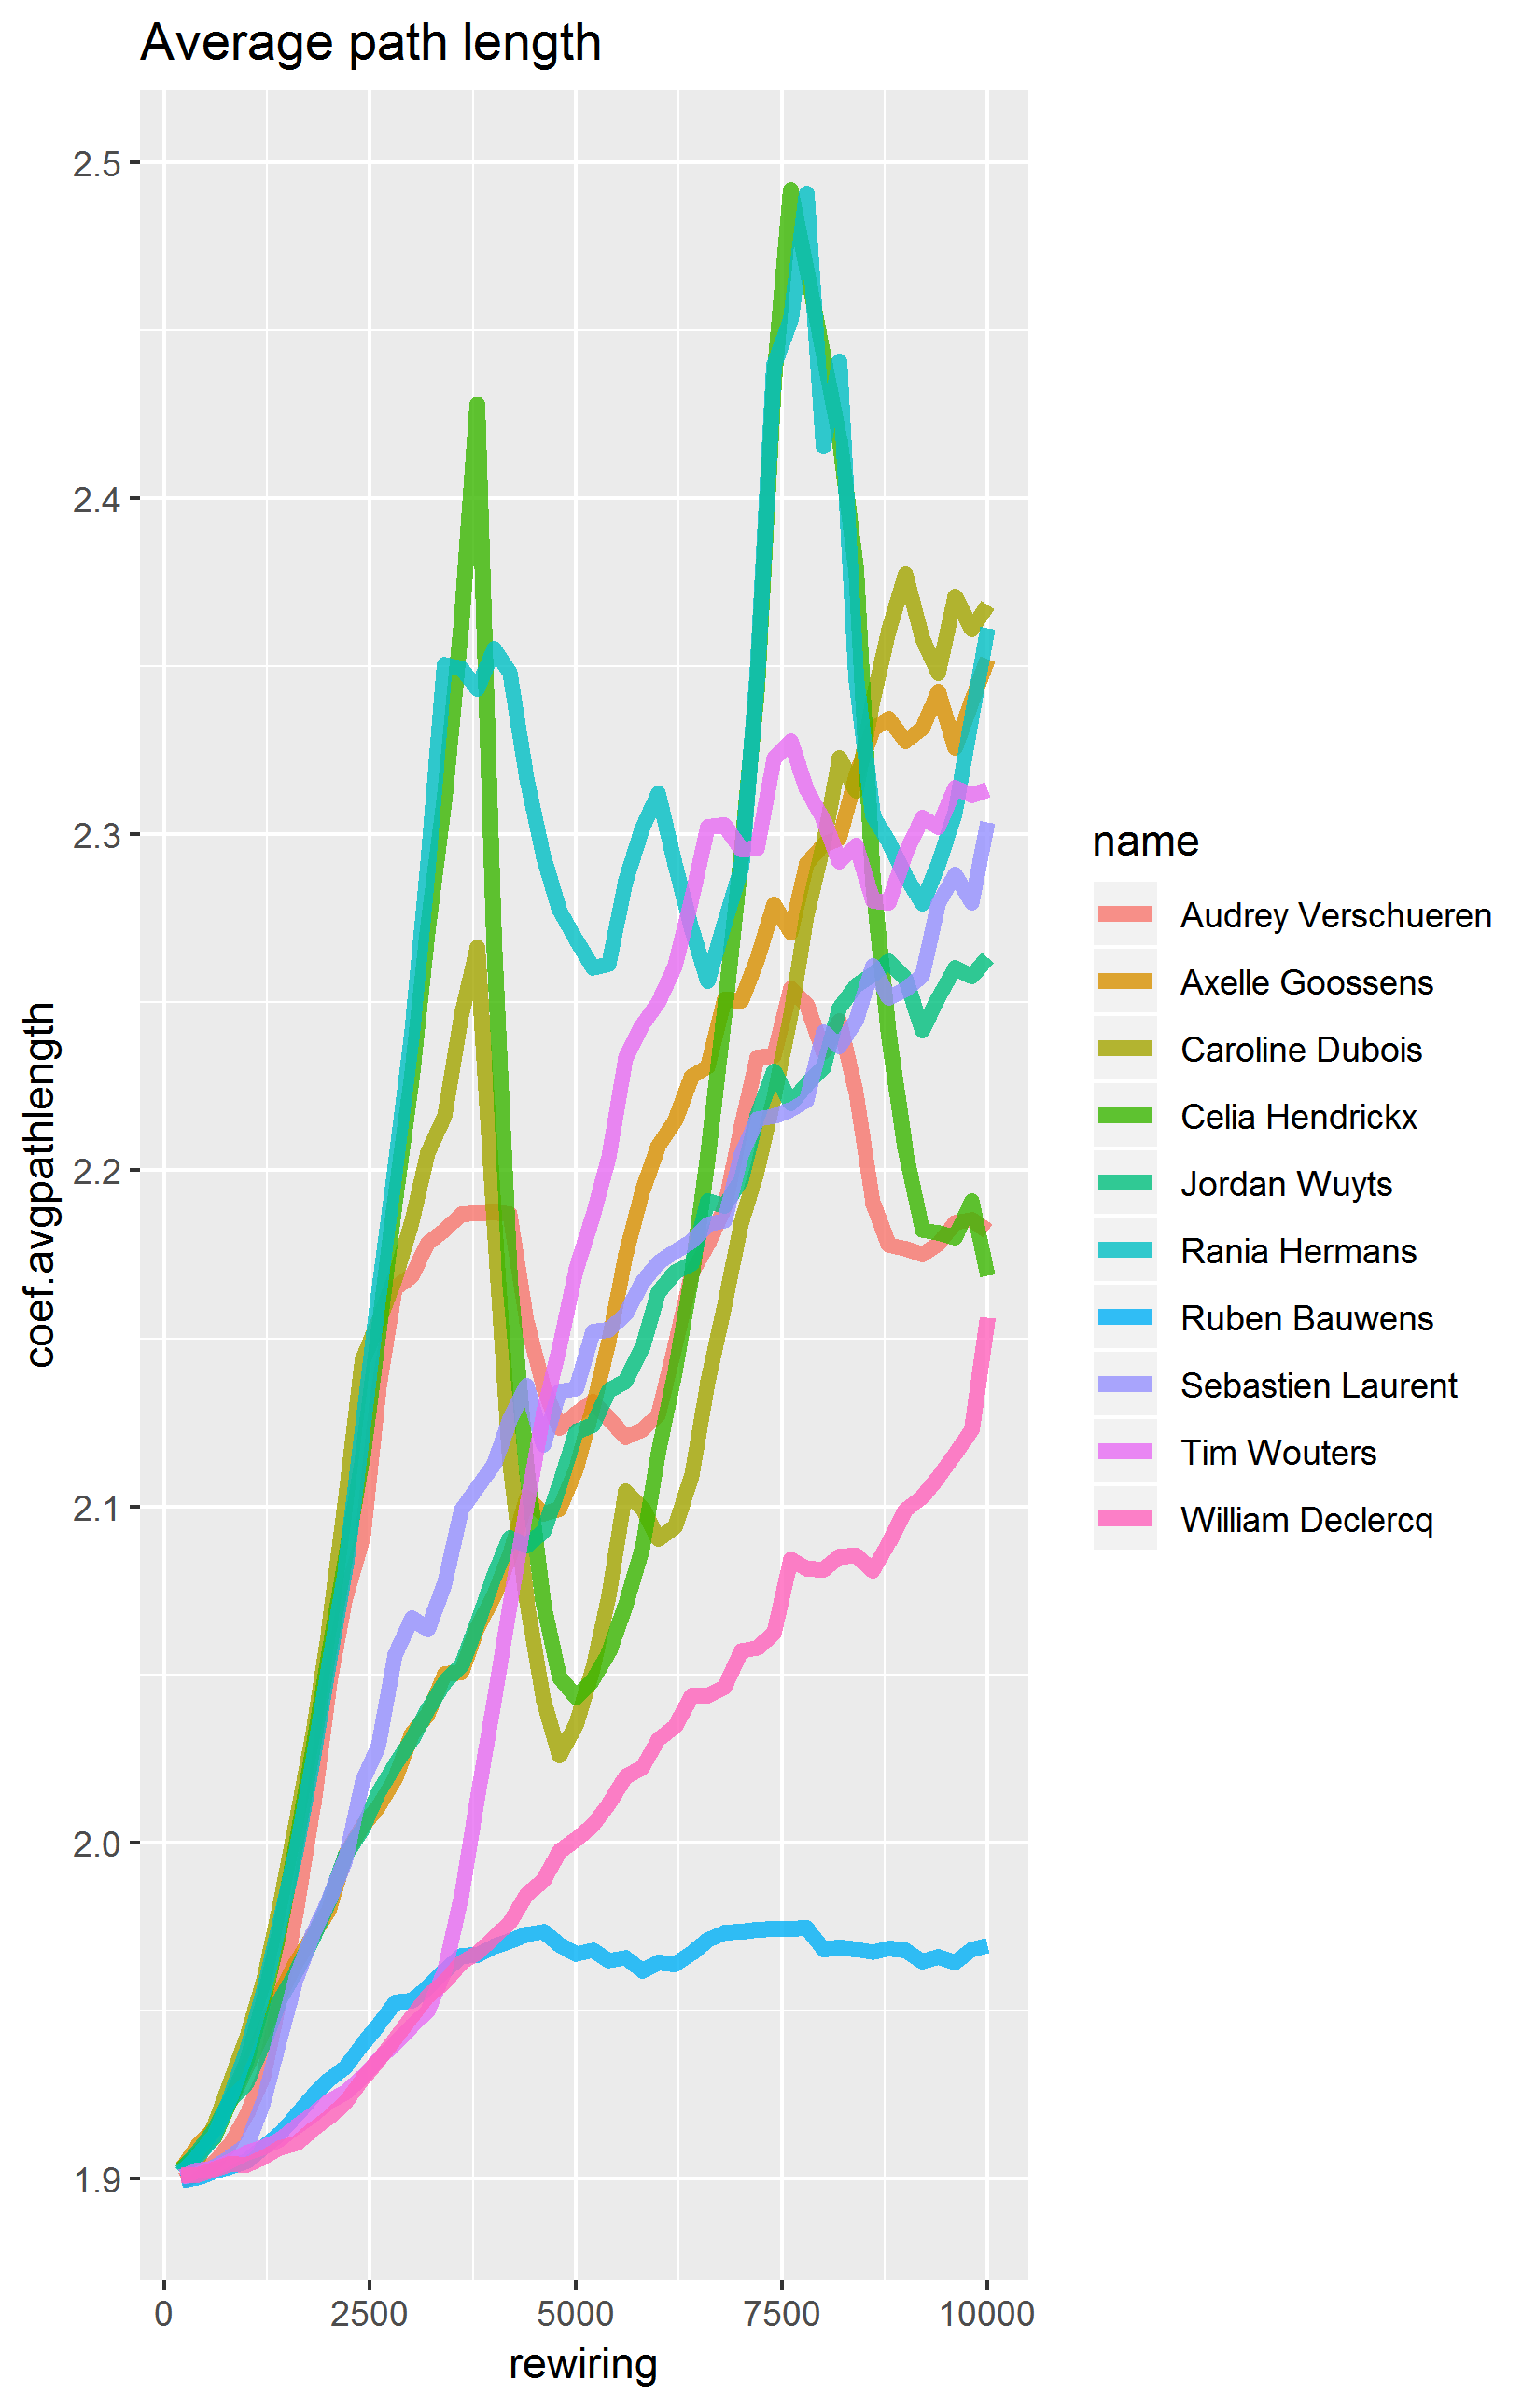 Average path length
2.5
2.4
2.3
2.2
2.1
2.0
1.9
coef.avgpathlength
0 2500 5000 7500 10000
rewiring
name
Audrey Verschueren
Axelle Goossens
Caroline Dubois
Celia Hendrickx
Jordan Wuyts
Rania Hermans
Ruben Bauwens
Sebastien Laurent
Tim Wouters
William Declercq